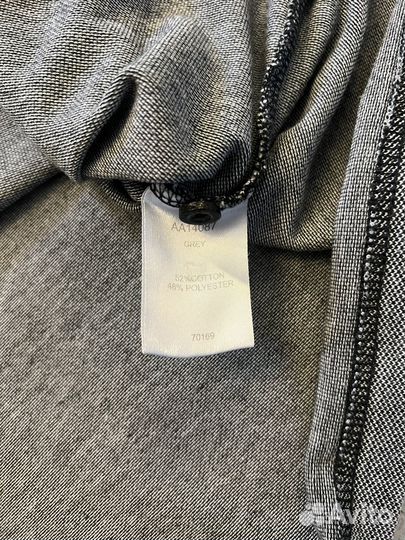 AA14087
GREY
52%COTTON
48% POLYESTER
70169
Avito